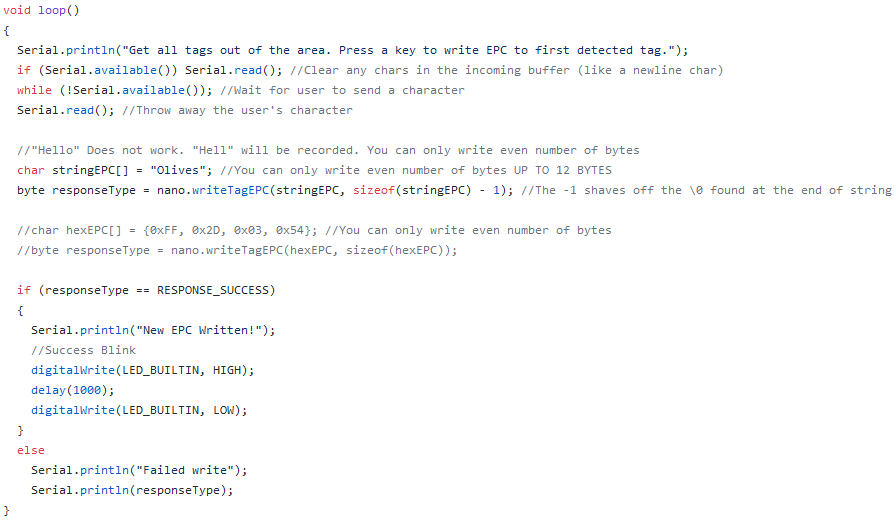 void loop()
{
  Serial.println("Get all tags out of the area. Press a key to write EPC to first detected tag.");
  if (Serial.available()) Serial.read(); //Clear any chars in the incoming buffer (like a newline char)
  while (!Serial.available()); //Wait for user to send a character
  Serial.read(); //Throw away the user's character

  //"Hello" Does not work. "Hell" will be recorded. You can only write even number of bytes
  char stringEPC[] = "Olives"; //You can only write even number of bytes UP TO 12 BYTES
  byte responseType = nano.writeTagEPC(stringEPC, sizeof(stringEPC) - 1); //The -1 shaves off the \0 found at the end of string

  //char hexEPC[] = {0xFF, 0x2D, 0x03, 0x54}; //You can only write even number of bytes
  //byte responseType = nano.writeTagEPC(hexEPC, sizeof(hexEPC));

  if (responseType == RESPONSE_SUCCESS)
  {
    Serial.println("New EPC Written!");
    //Success Blink
    digitalWrite(LED_BUILTIN, HIGH);
    delay(1000);
    digitalWrite(LED_BUILTIN, LOW);
  }
  else
    Serial.println("Failed write");
    Serial.println(responseType);
}